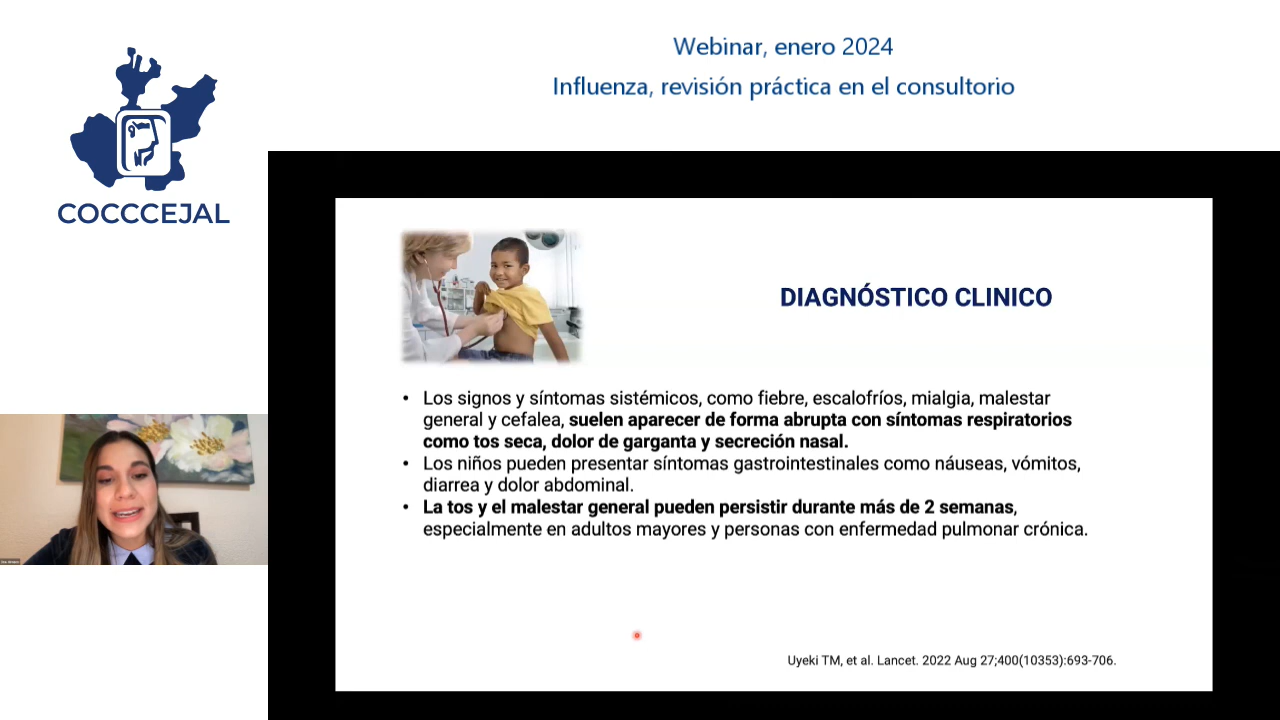 Webinar, enero 2024
Influenza, revisión práctica en el consultorio
COCCCEJAL
DIAGNÓSTICO CLINICO
• Los signos y síntomas sistémicos, como fiebre, escalofríos, mialgia, malestar
general y cefalea, suelen aparecer de forma abrupta con síntomas respiratorios
como tos seca, dolor de garganta y secreción nasal.
• Los niños pueden presentar síntomas gastrointestinales como náuseas, vómitos,
diarrea y dolor abdominal.
• La tos y el malestar general pueden persistir durante más de 2 semanas,
especialmente en adultos mayores y personas con enfermedad pulmonar crónica.
Uyeki TM, et al. Lancet. 2022 Aug 27;400(10353):693-706.